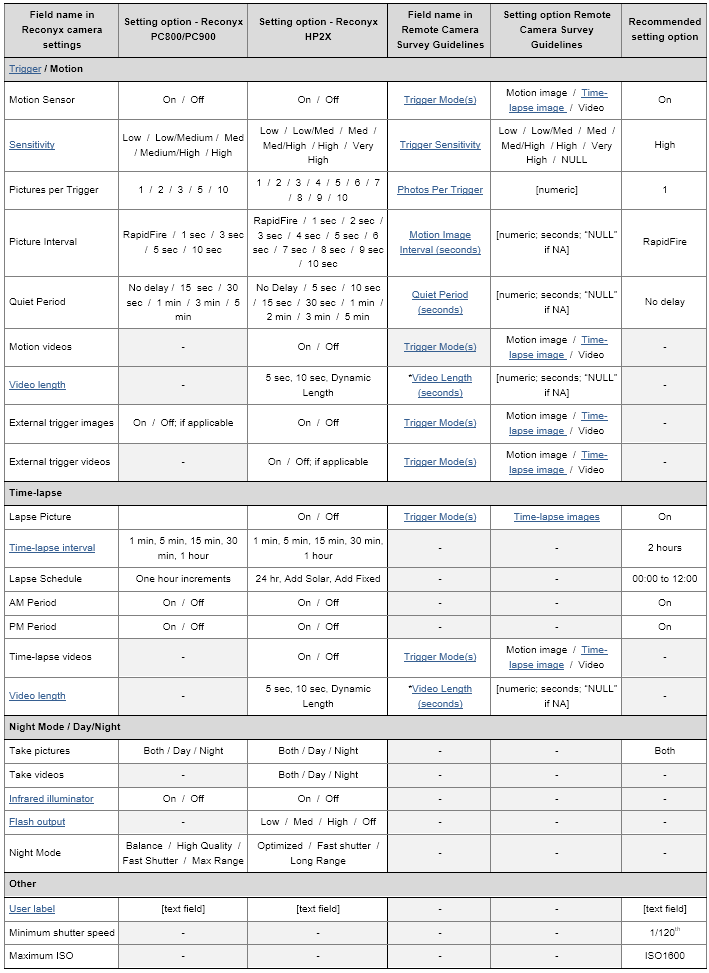 Field name in Reconyx camera settings | Setting option - Reconyx PC800/PC900 | Setting option - Reconyx HP2X | Field name in Remote Camera Survey Guidelines | Setting option Remote Camera Survey Guidelines | Recommended setting option
Trigger / Motion
Motion Sensor | On / Off | On / Off | Trigger Mode(s) | Motion image / Time-lapse image / Video | On
Sensitivity | Low / Low/Medium / Med / Medium/High / High | Low / Low/Med / Med / Med/High / High / Very High | Trigger Sensitivity | Low / Low/Med / Med / Med/High / High / Very High / NULL | High
Pictures per Trigger | 1 / 2 / 3 / 5 / 10 | 1 / 2 / 3 / 4 / 5 / 6 / 7 / 8 / 9 / 10 | Photos Per Trigger | [numeric] | 1
Picture Interval | RapidFire / 1 sec / 3 sec / 5 sec / 10 sec | RapidFire / 1 sec / 2 sec / 3 sec / 4 sec / 5 sec / 6 sec / 7 sec / 8 sec / 9 sec / 10 sec | Motion Image Interval (seconds) | [numeric; seconds; "NULL" if NA] | RapidFire
Quiet Period | No delay / 15 sec / 30 sec / 1 min / 3 min / 5 min | No Delay / 5 sec / 10 sec / 15 sec / 30 sec / 1 min / 2 min / 3 min / 5 min | Quiet Period (seconds) | [numeric; seconds; "NULL" if NA] | No delay
Motion videos | - | On / Off | Trigger Mode(s) | Motion image / Time-lapse image / Video | -
Video length | - | 5 sec, 10 sec, Dynamic Length | *Video Length (seconds) | [numeric; seconds; "NULL" if NA] | -
External trigger images | On / Off; if applicable | On / Off | Trigger Mode(s) | Motion image / Time-lapse image / Video | -
External trigger videos | - | On / Off; if applicable | Trigger Mode(s) | Motion image / Time-lapse image / Video | -
Time-lapse
Lapse Picture | | On / Off | Trigger Mode(s) | Time-lapse images | On
Time-lapse interval | 1 min, 5 min, 15 min, 30 min, 1 hour | 1 min, 5 min, 15 min, 30 min, 1 hour | - | - | 2 hours
Lapse Schedule | One hour increments | 24 hr, Add Solar, Add Fixed | - | - | 00:00 to 12:00
AM Period | On / Off | On / Off | - | - | On
PM Period | On / Off | On / Off | - | - | On
Time-lapse videos | - | On / Off | Trigger Mode(s) | Motion image / Time-lapse image / Video | -
Video length | - | 5 sec, 10 sec, Dynamic Length | *Video Length (seconds) | [numeric; seconds; "NULL" if NA] | -
Night Mode / Day/Night
Take pictures | Both / Day / Night | Both / Day / Night | - | - | Both
Take videos | - | Both / Day / Night | - | - | -
Infrared illuminator | On / Off | On / Off | - | - | -
Flash output | - | Low / Med / High / Off | - | - | -
Night Mode | Balance / High Quality / Fast Shutter / Max Range | Optimized / Fast shutter / Long Range | - | - | -
Other
User label | [text field] | [text field] | - | - | [text field]
Minimum shutter speed | - | - | - | - | 1/120th
Maximum ISO | - | - | - | - | ISO1600